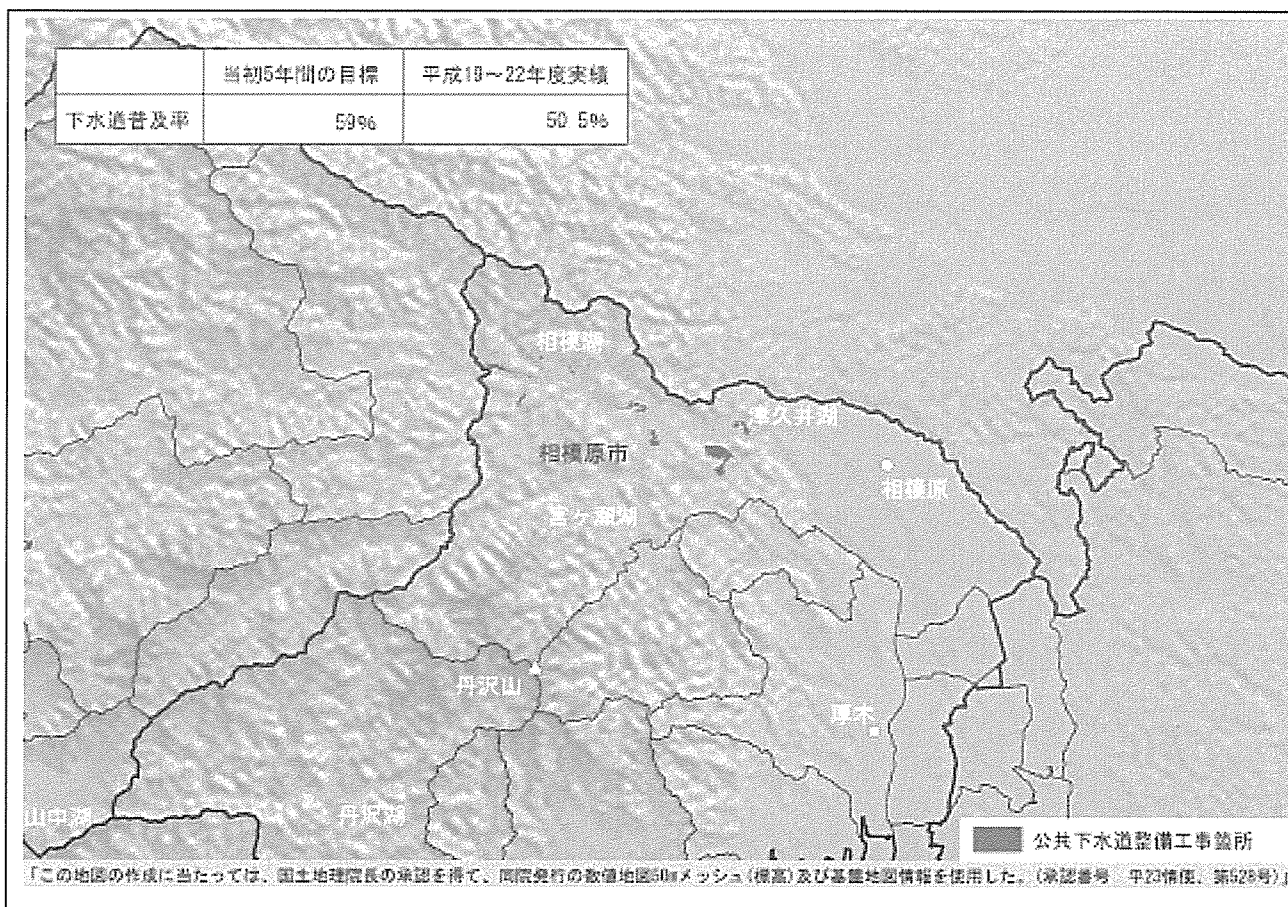 当初5年間の目標 平成19～22年度実績
下水道普及率 59% 50.5%
相模湖
津久井湖
相模原市
相模原
宮ヶ瀬湖
丹沢山
厚木
山中湖
丹沢湖
公共下水道整備工事箇所
「この地図の作成に当たっては、国土地理院長の承認を得て、同院発行の数値地図50mメッシュ(標高)及び基盤地図情報を使用した。(承認番号 平23情使、第628号)」